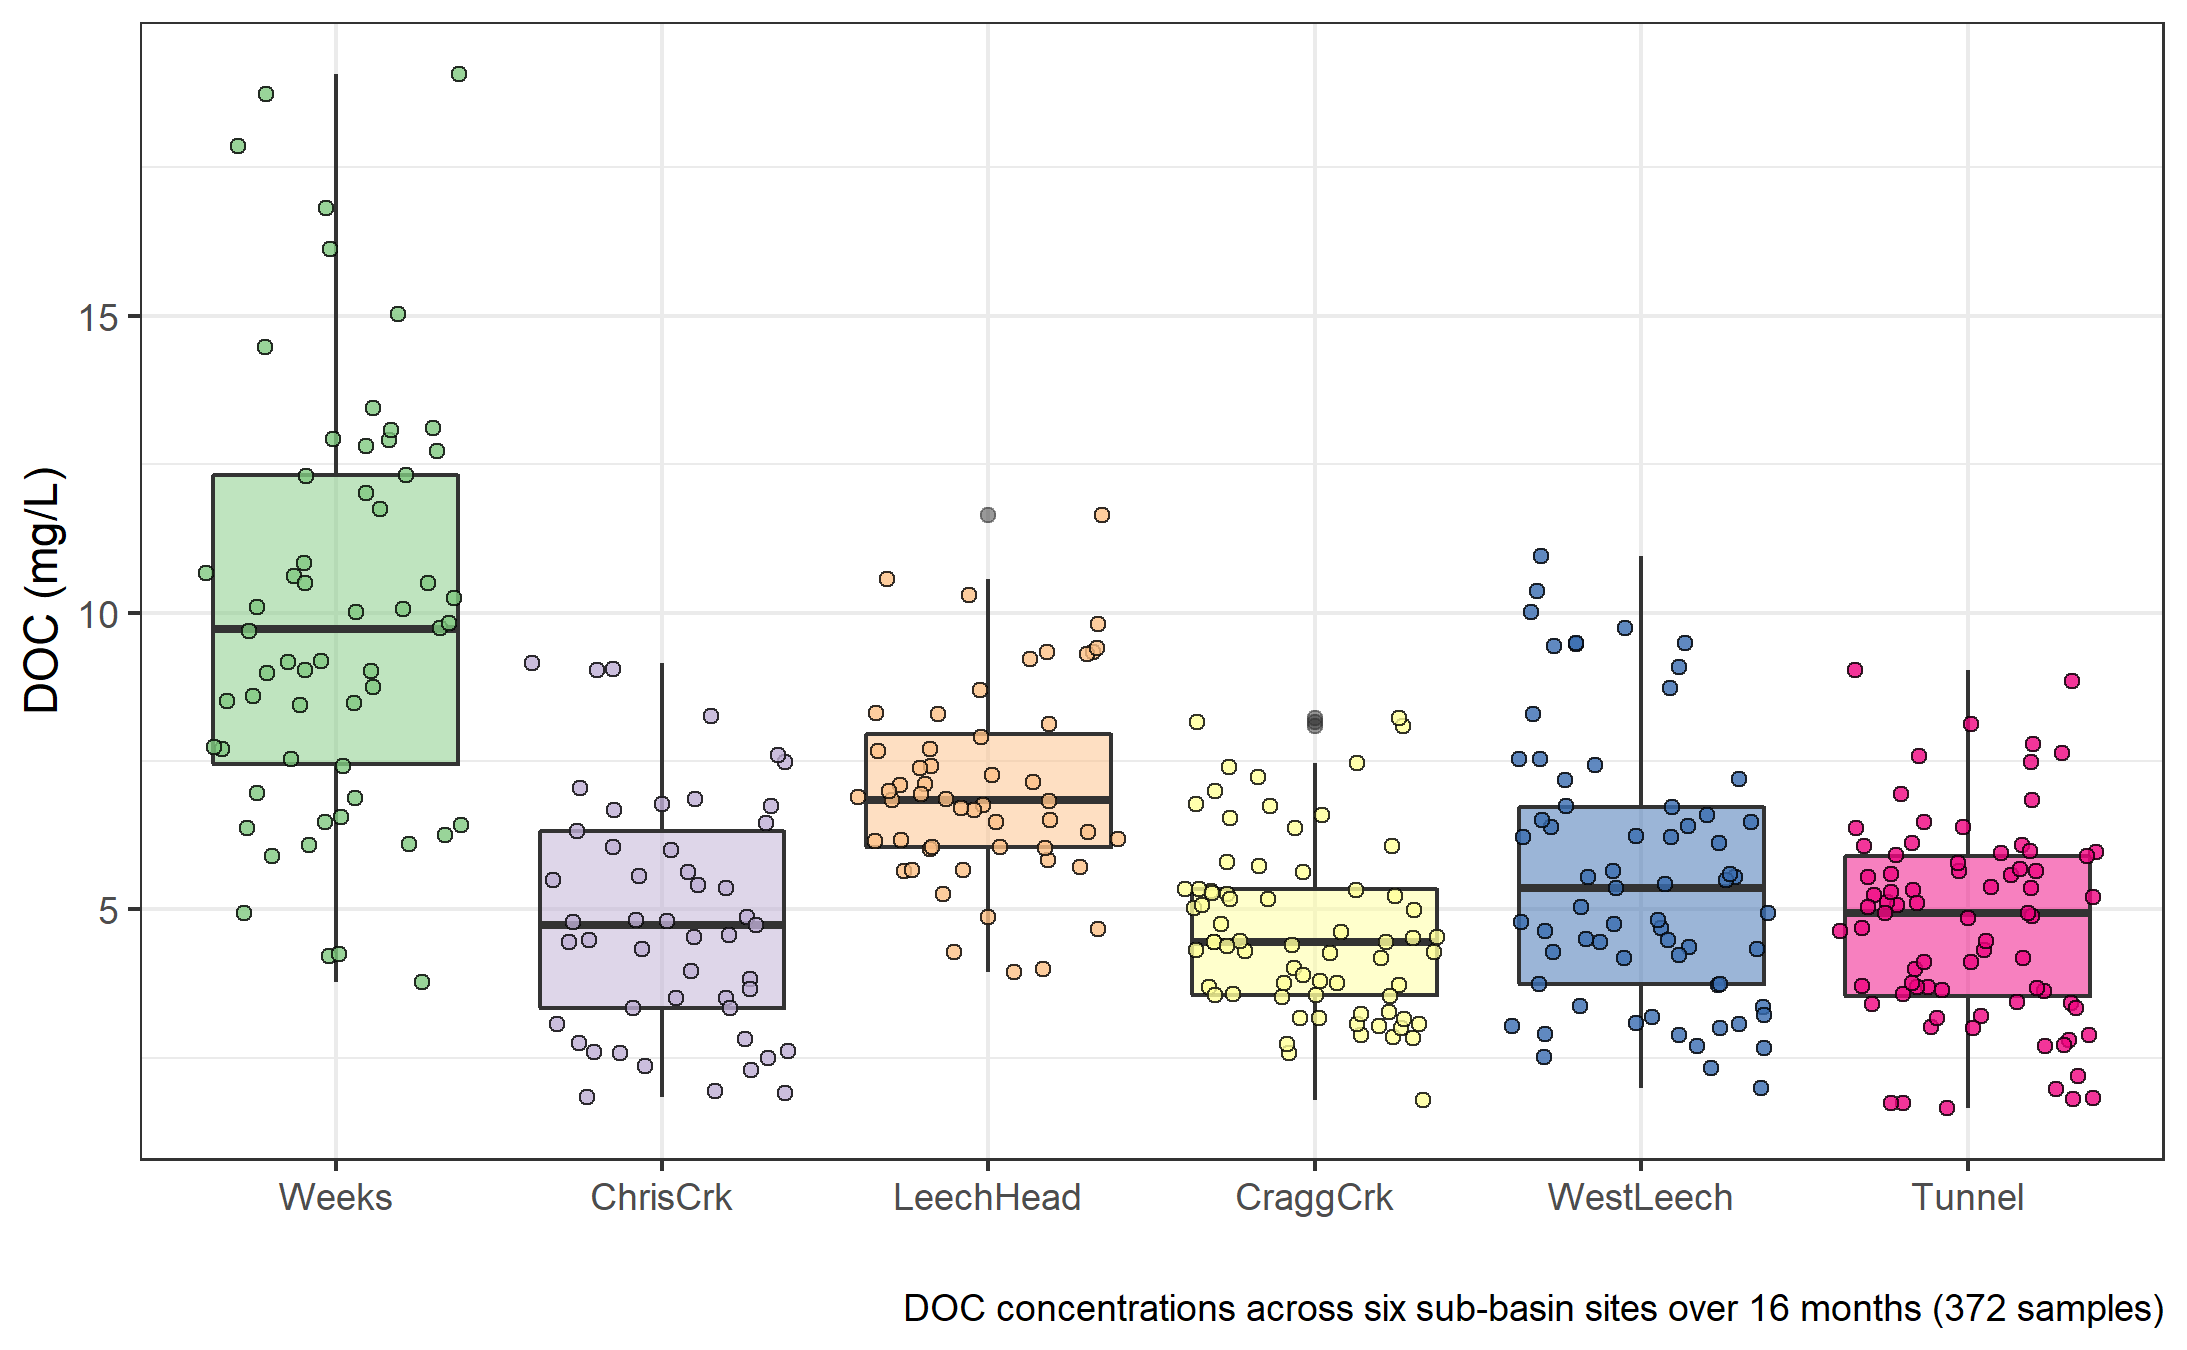 DOC (mg/L)
15
10
5
Weeks ChrisCrk LeechHead CraggCrk WestLeech Tunnel
DOC concentrations across six sub-basin sites over 16 months (372 samples)